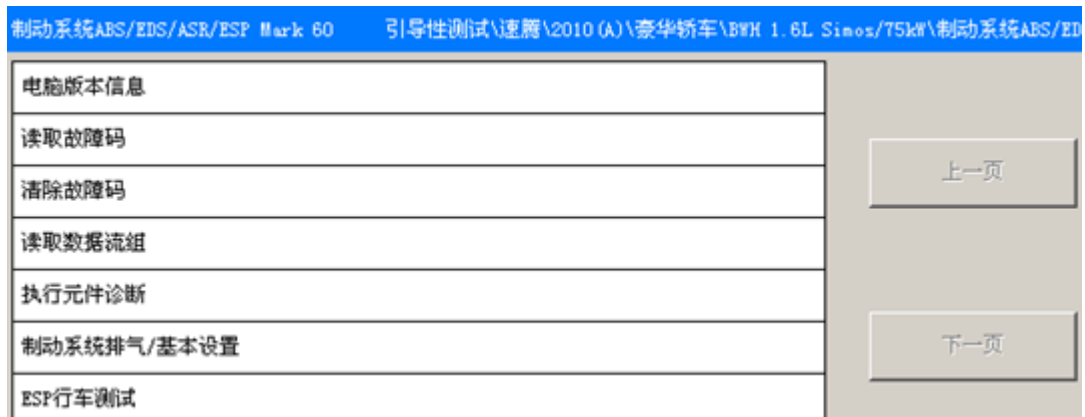 制动系统ABS/EDS/ASR/ESP Mark 60 引导性测试\速腾\2010(A)\豪华轿车\BWH 1.6L Simos/75kW\制动系统ABS/ED
电脑版本信息
读取故障码
清除故障码
上一页
读取数据流组
执行元件诊断
制动系统排气/基本设置
下一页
ESP行车测试